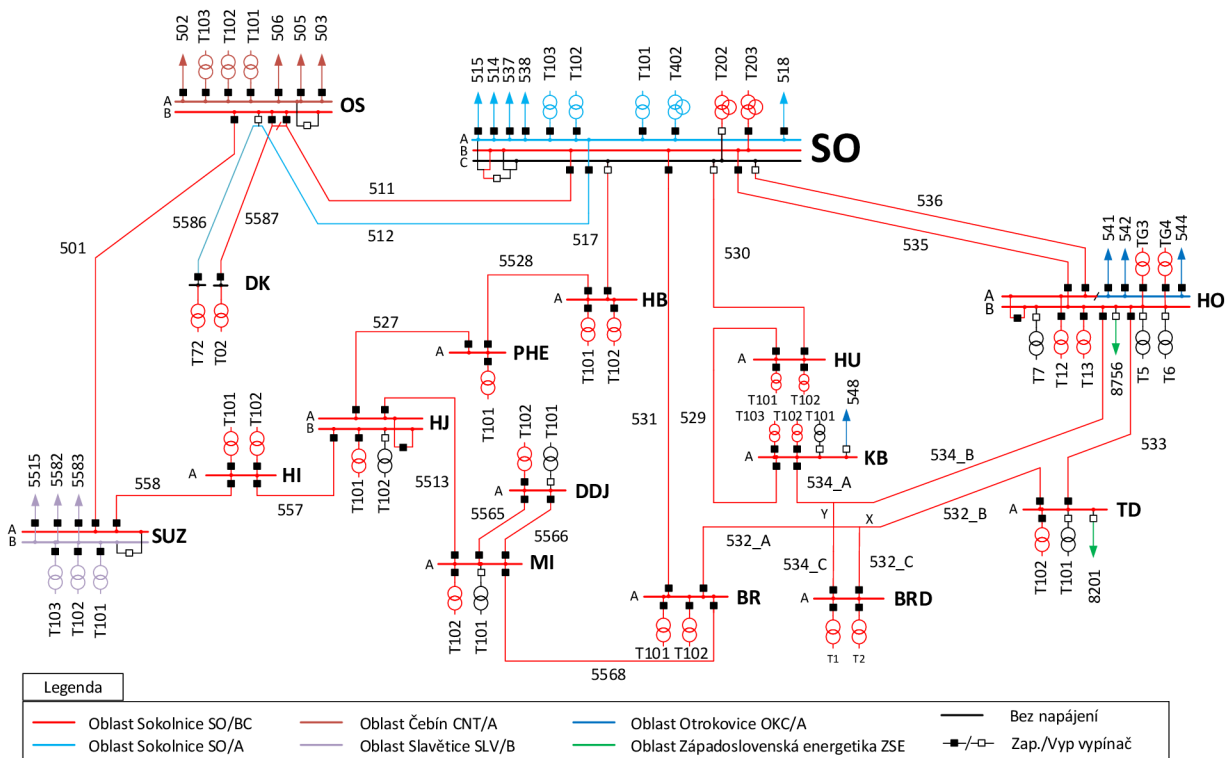 502
T103
T102
T101
506
505
503
A
B
OS
515
514
537
538
T103
T102
T101
T402
T202
T203
518
A
B
C
SO
511
512
517
5586
5587
501
DK
T72
T02
530
536
535
541
542
TG3
TG4
544
A
B
HO
T7
T12
T13
8756
T5
T6
5528
A
HB
T101
T102
527
A
PHE
T101
A
HU
T101
T102
T103
T102
T101
548
A
KB
531
529
534_A
534_B
533
532_B
A
TD
T102
T101
8201
A
B
HJ
T101
T102
T101
T102
A
HI
558
557
5513
T102
T101
A
DDJ
5565
5566
5515
5582
5583
A
B
SUZ
T103
T102
T101
A
MI
T102
T101
5568
Y
X
532_A
534_C
532_C
A
BR
T101
T102
A
BRD
T1
T2
Legenda
Oblast Sokolnice SO/BC
Oblast Čebín CNT/A
Oblast Otrokovice OKC/A
Bez napájení
Oblast Sokolnice SO/A
Oblast Slavětice SLV/B
Oblast Západoslovenská energetika ZSE
Zap./Vyp vypínač